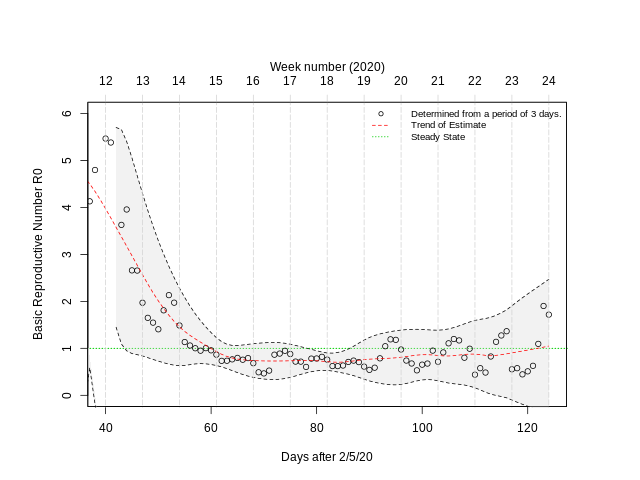 Week number (2020)
12 13 14 15 16 17 18 19 20 21 22 23 24
Determined from a period of 3 days.
Trend of Estimate
Steady State
6
5
4
3
2
1
0
Basic Reproductive Number R0
40 60 80 100 120
Days after 2/5/20